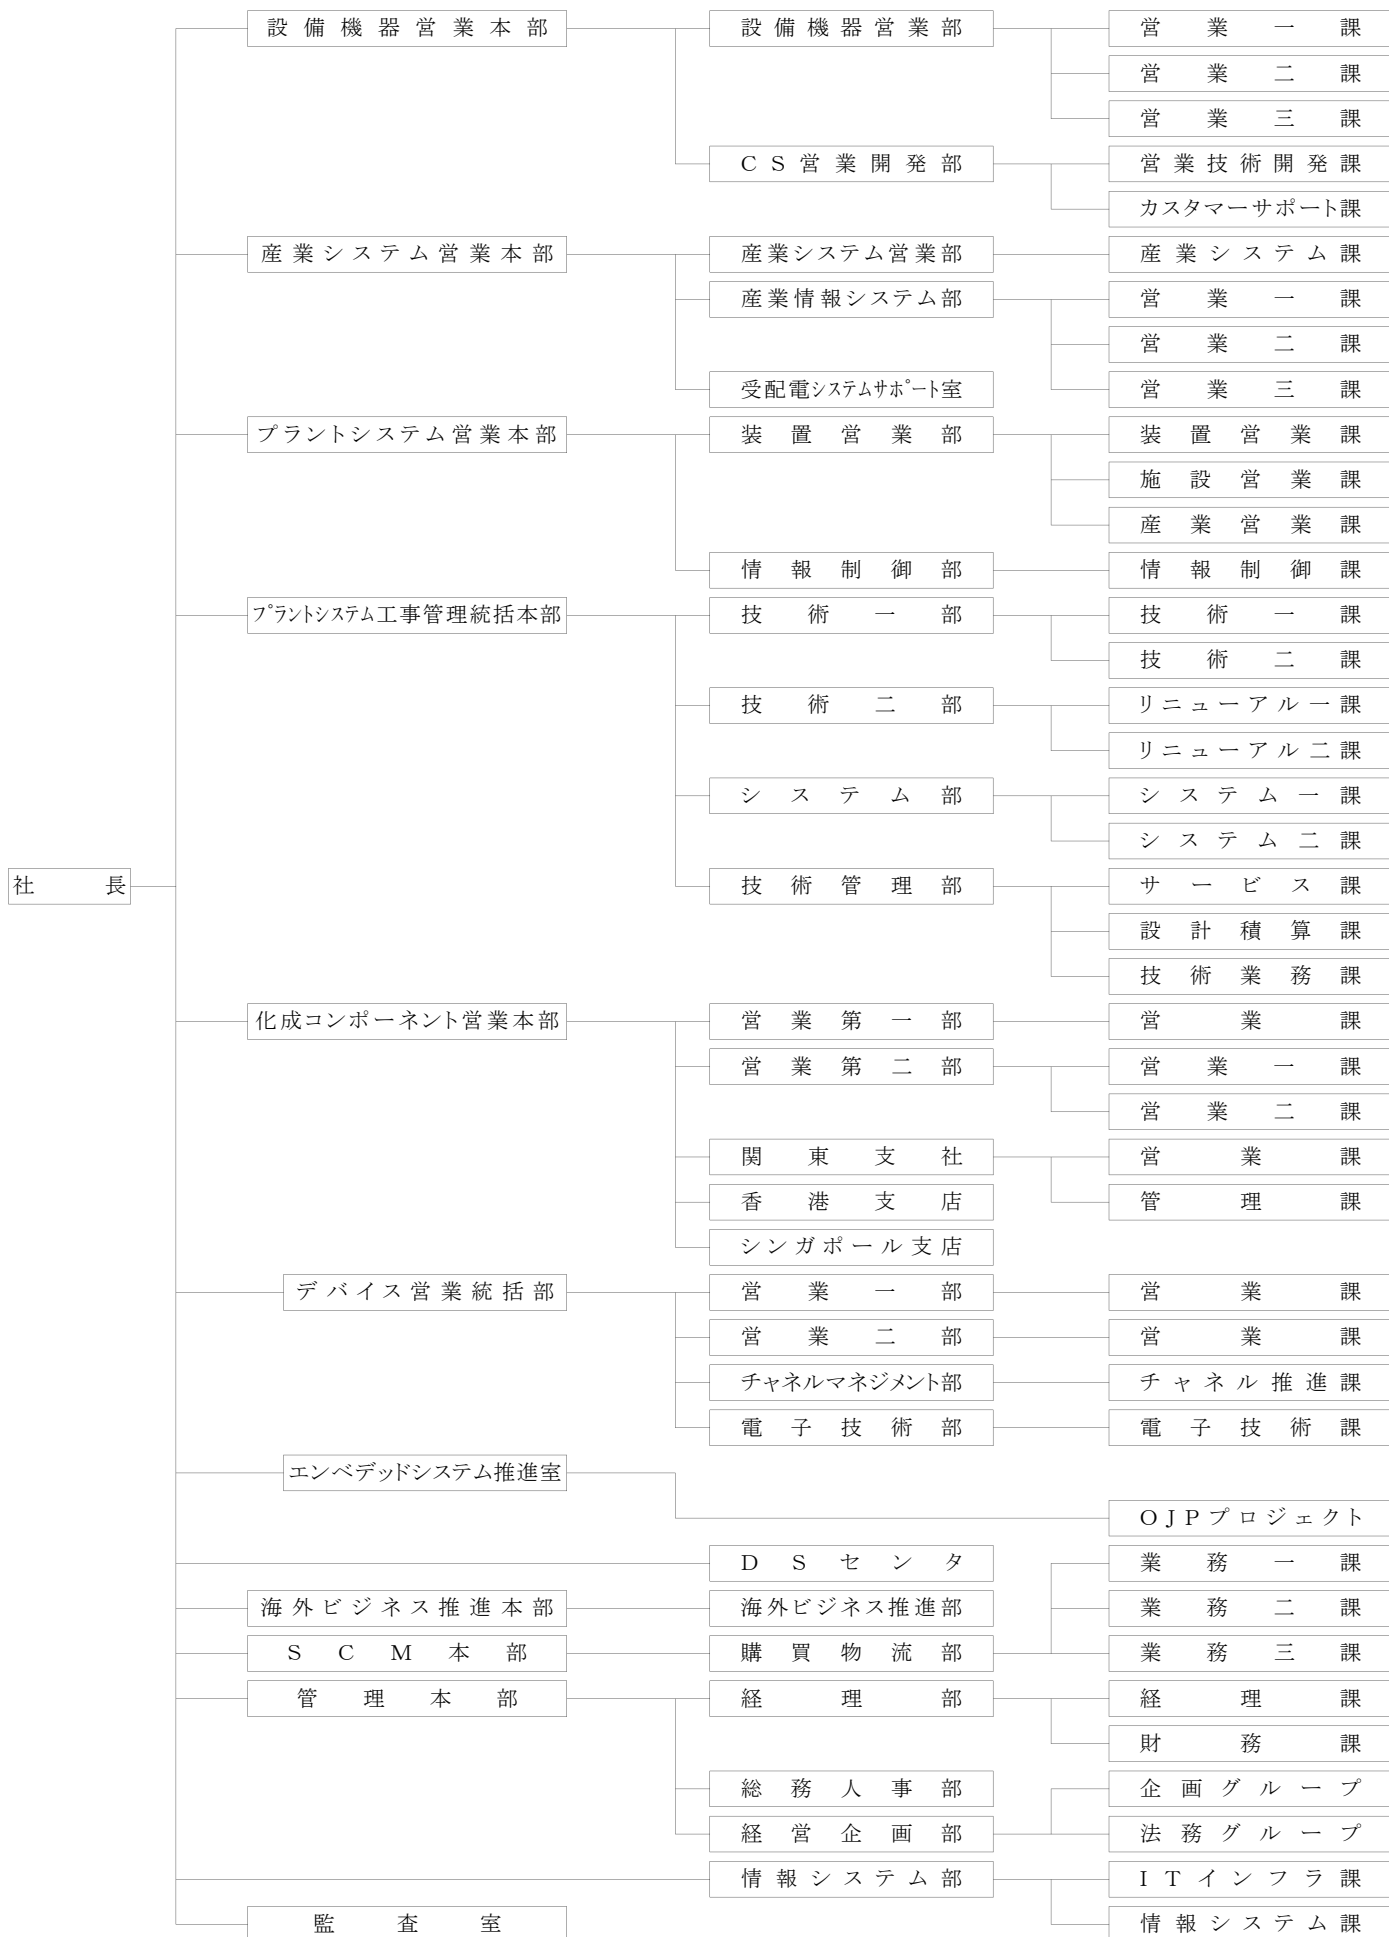 設備機器営業本部 設備機器営業部 営業一課
営業二課
営業三課
CS営業開発部 営業技術開発課
カスタマーサポート課
産業システム営業本部 産業システム営業部 産業システム課
産業情報システム部 営業一課
営業二課
受配電システムサポート室 営業三課
プラントシステム営業本部 装置営業部 装置営業課
施設営業課
産業営業課
情報制御部 情報制御課
プラントシステム工事管理統括本部 技術一部 技術一課
技術二課
技術二部 リニューアル一課
リニューアル二課
システム部 システム一課
システム二課
社長 技術管理部 サービス課
設計積算課
技術業務課
化成コンポーネント営業本部 営業第一部 営業課
営業第二部 営業一課
営業二課
関東支社 営業課
香港支店 管理課
シンガポール支店
デバイス営業統括部 営業一部 営業課
営業二部 営業課
チャネルマネジメント部 チャネル推進課
電子技術部 電子技術課
エンベデッドシステム推進室
OJPプロジェクト
DSセンタ 業務一課
海外ビジネス推進本部 海外ビジネス推進部 業務二課
SCM本部 購買物流部 業務三課
管理本部 経理部 経理課
財務課
総務人事部 企画グループ
経営企画部 法務グループ
情報システム部 ITインフラ課
監査室 情報システム課